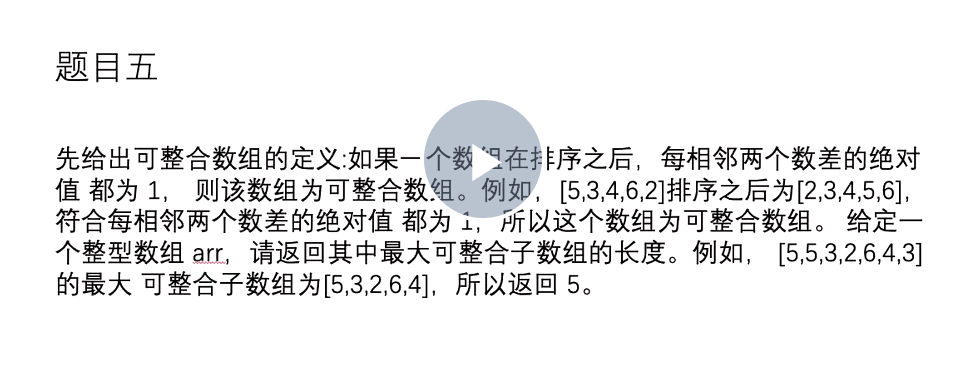 题目五
先给出可整合数组的定义:如果一个数组在排序之后，每相邻两个数差的绝对
值 都为 1， 则该数组为可整合数组。例如，[5,3,4,6,2]排序之后为[2,3,4,5,6]，
符合每相邻两个数差的绝对值 都为 1，所以这个数组为可整合数组。 给定一
个整型数组 arr，请返回其中最大可整合子数组的长度。例如， [5,5,3,2,6,4,3]
的最大 可整合子数组为[5,3,2,6,4]，所以返回 5。